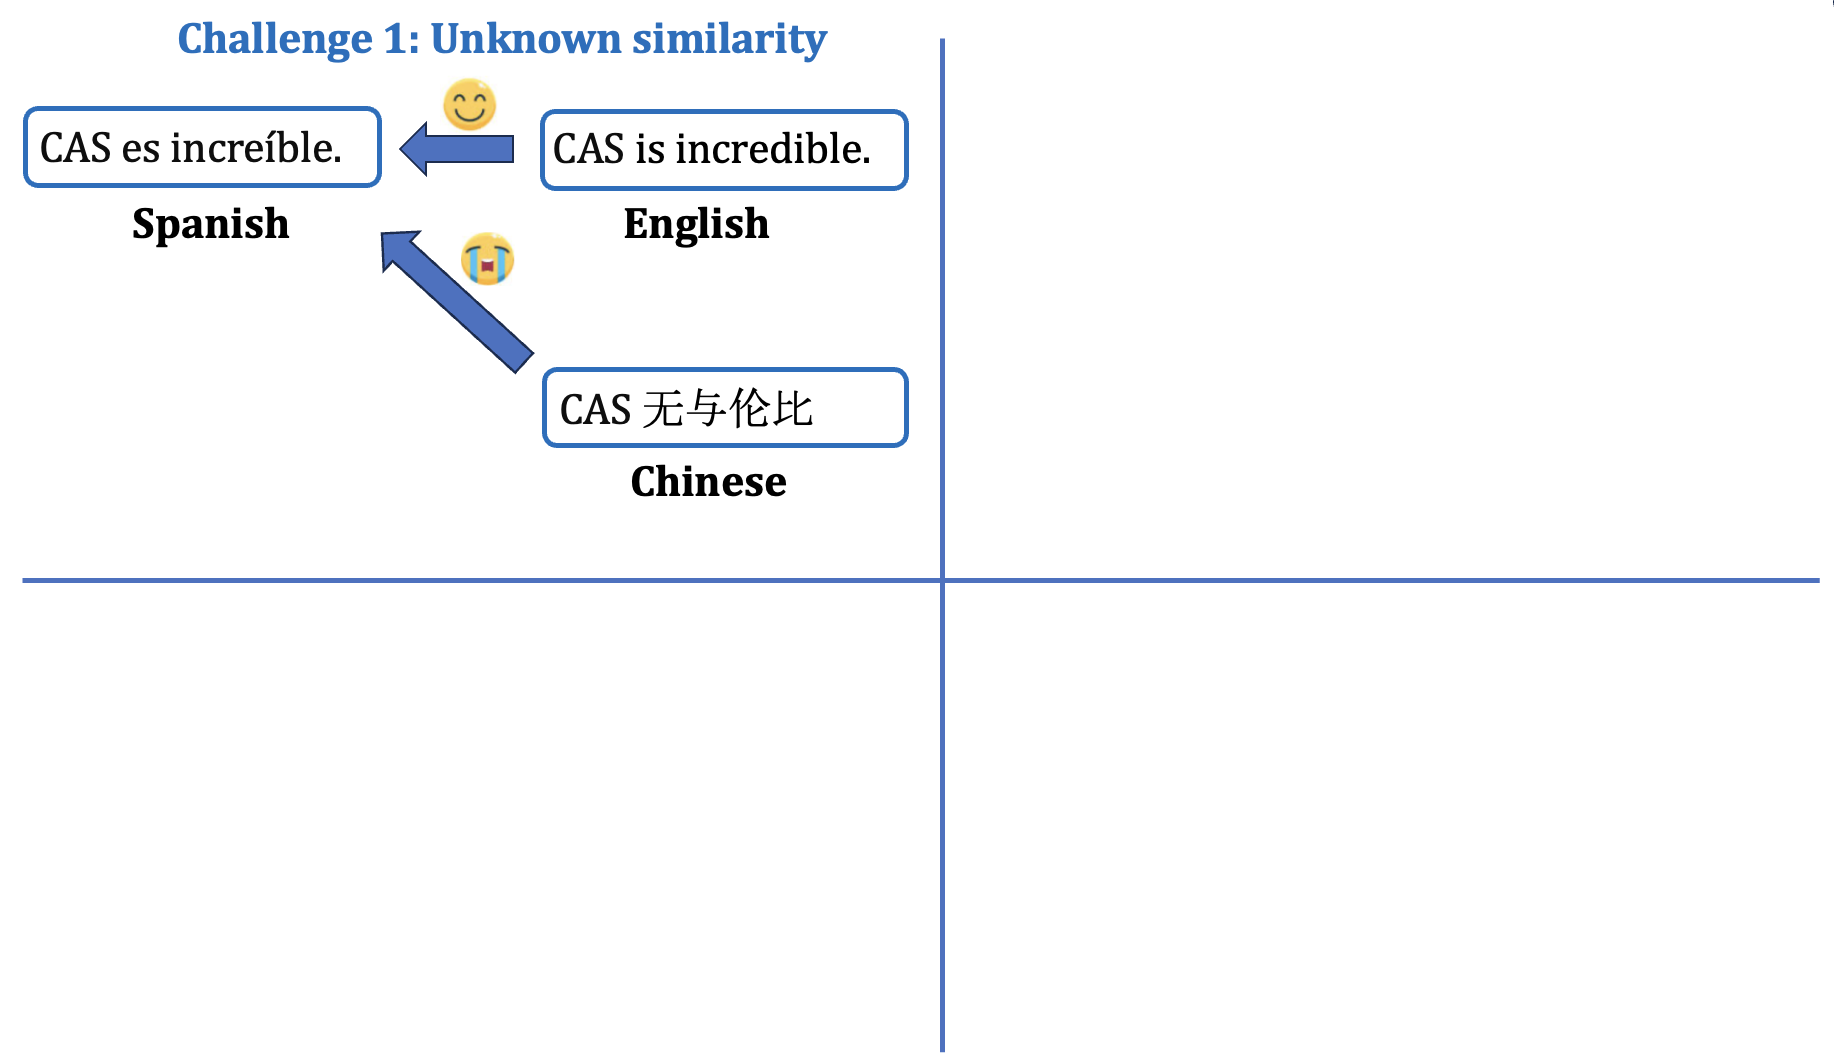 Challenge 1: Unknown similarity
CAS es increíble.
CAS is incredible.
Spanish
English
CAS 无与伦比
Chinese